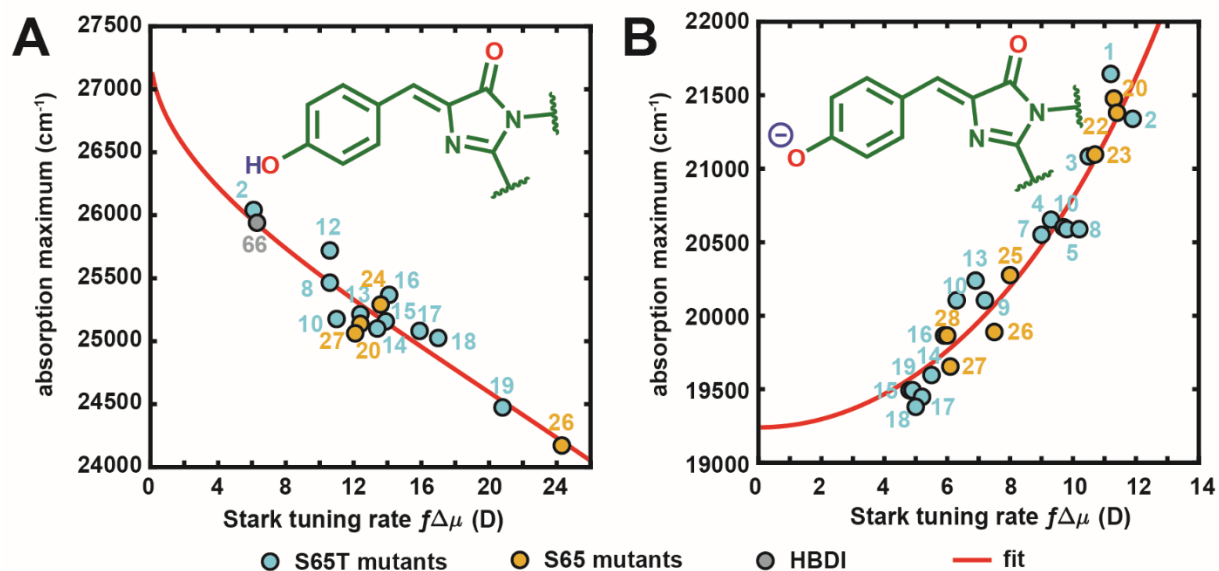 A
absorption maximum (cm⁻¹)
27500
27000
26500
26000
25500
25000
24500
24000
0 4 8 12 16 20 24
Stark tuning rate fΔμ (D)
O
N
N
HO
2
66
12
8
24
16
13
15
10
17
18
27
20
14
19
26
B
absorption maximum (cm⁻¹)
22000
21500
21000
20500
20000
19500
19000
0 2 4 6 8 10 12 14
Stark tuning rate fΔμ (D)
O
N
N
−
O
1
20
22
2
3
23
4
10
7
8
5
13
25
10
9
28
16
26
14
19
27
15
17
18
S65T mutants
S65 mutants
HBDI
fit